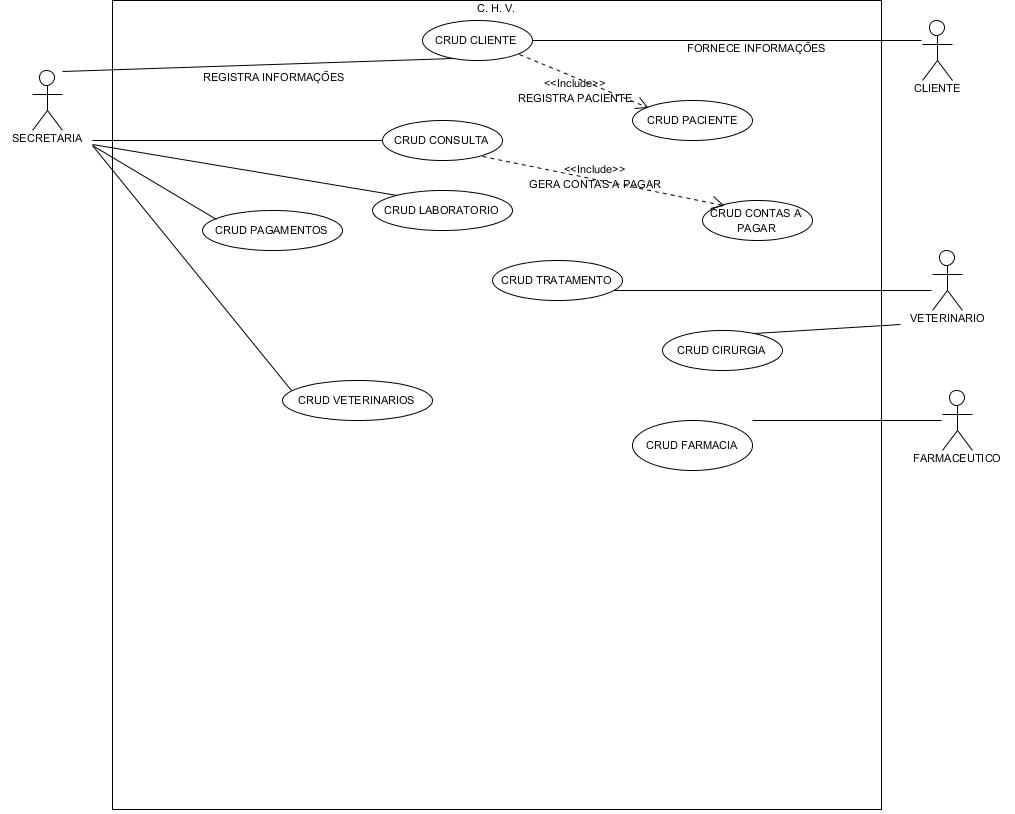 C. H. V.
CRUD CLIENTE
FORNECE INFORMAÇÕES
CLIENTE
REGISTRA INFORMAÇÕES
SECRETARIA
<<Include>>
REGISTRA PACIENTE
CRUD PACIENTE
CRUD CONSULTA
<<Include>>
GERA CONTAS A PAGAR
CRUD LABORATORIO
CRUD CONTAS A
PAGAR
CRUD PAGAMENTOS
CRUD TRATAMENTO
VETERINARIO
CRUD CIRURGIA
CRUD VETERINARIOS
CRUD FARMACIA
FARMACEUTICO